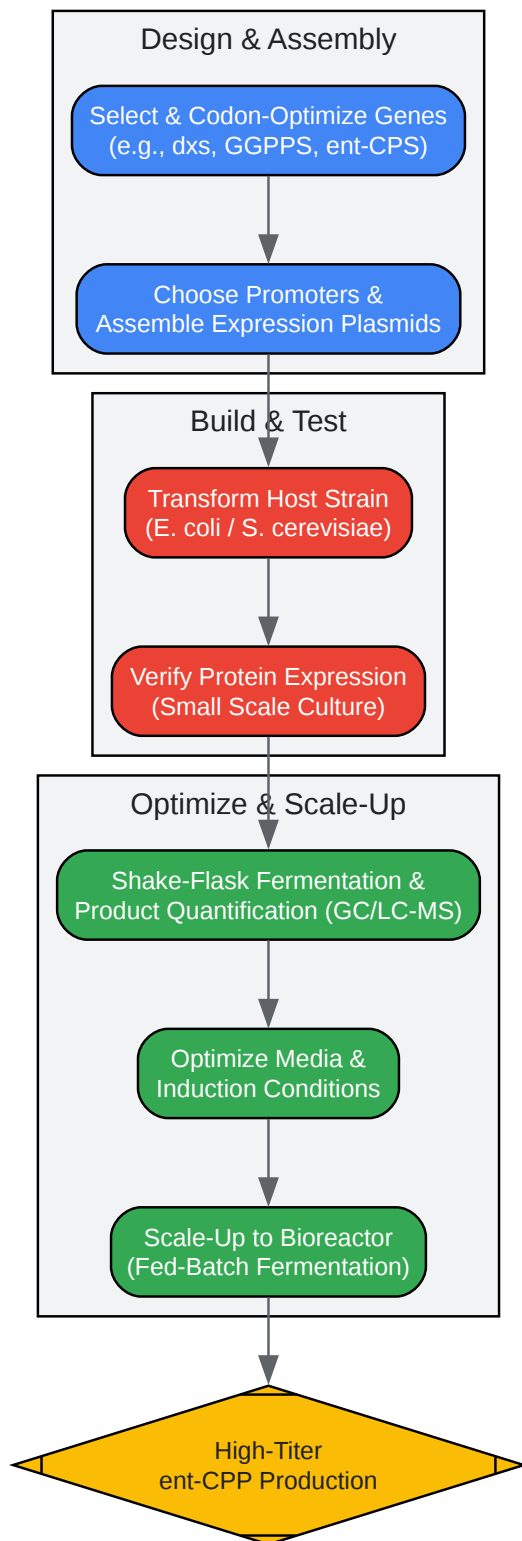 Design & Assembly
Select & Codon-Optimize Genes
(e.g., dxs, GGPPS, ent-CPS)
Choose Promoters &
Assemble Expression Plasmids
Build & Test
Transform Host Strain
(E. coli / S. cerevisiae)
Verify Protein Expression
(Small Scale Culture)
Optimize & Scale-Up
Shake-Flask Fermentation &
Product Quantification (GC/LC-MS)
Optimize Media &
Induction Conditions
Scale-Up to Bioreactor
(Fed-Batch Fermentation)
High-Titer
ent-CPP Production